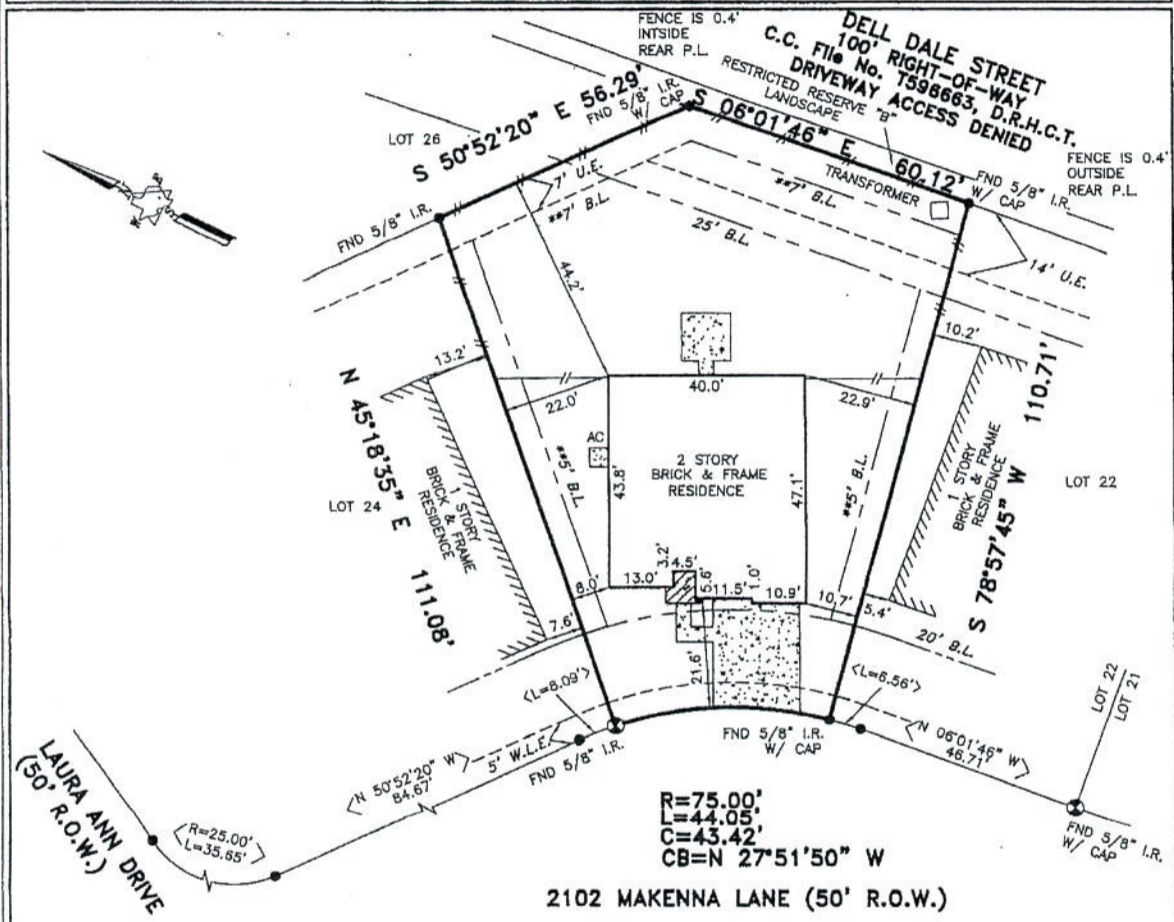 FENCE IS 0.4'
INTSIDE
REAR P.L.
DELL DALE STREET
100' RIGHT-OF-WAY
C.C. File No. T598663, D.R.H.C.T.
DRIVEWAY ACCESS DENIED
RESTRICTED RESERVE "B"
LANDSCAPE
FENCE IS 0.4'
OUTSIDE
REAR P.L.
LOT 26
S 50°52'20" E 56.29'
FND 5/8" I.R.
W/ CAP
S 06°01'46" E 60.12'
FND 5/8" I.R.
W/ CAP
TRANSFORMER
FND 5/8" I.R.
7' U.E.
**7' B.L.
**7' B.L.
25' B.L.
14' U.E.
44.2'
13.2'
10.2'
40.0'
22.0'
22.9'
N 45°18'35" E 111.08'
LOT 24
1 STORY
BRICK & FRAME
RESIDENCE
**5' B.L.
AC
43.8'
2 STORY
BRICK & FRAME
RESIDENCE
47.1'
**5' B.L.
1 STORY
BRICK & FRAME
RESIDENCE
S 78°57'45" W 110.71'
LOT 22
8.0'
13.0'
3.2'
4.5'
5.6'
11.5'
1.0'
10.9'
10.7'
5.4'
7.6'
20' B.L.
21.6'
<L=8.09'>
<L=6.56'>
LOT 22
LOT 21
FND 5/8" I.R.
FND 5/8" I.R.
W/ CAP
5' W.L.E.
<N 50°52'20" W>
84.67'
<N 06°01'46" W>
46.71'
FND 5/8" I.R.
W/ CAP
LAURA ANN DRIVE
(50' R.O.W.)
<R=25.00'
L=35.65'>
R=75.00'
L=44.05'
C=43.42'
CB=N 27°51'50" W
2102 MAKENNA LANE (50' R.O.W.)